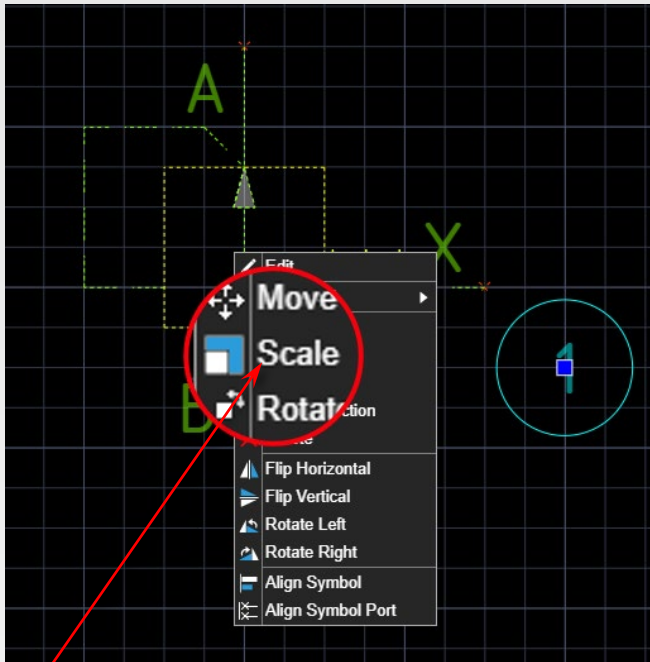 A
X
Edit
Move
Scale
1
B
Rotate
Flip Horizontal
Flip Vertical
Rotate Left
Rotate Right
Align Symbol
Align Symbol Port